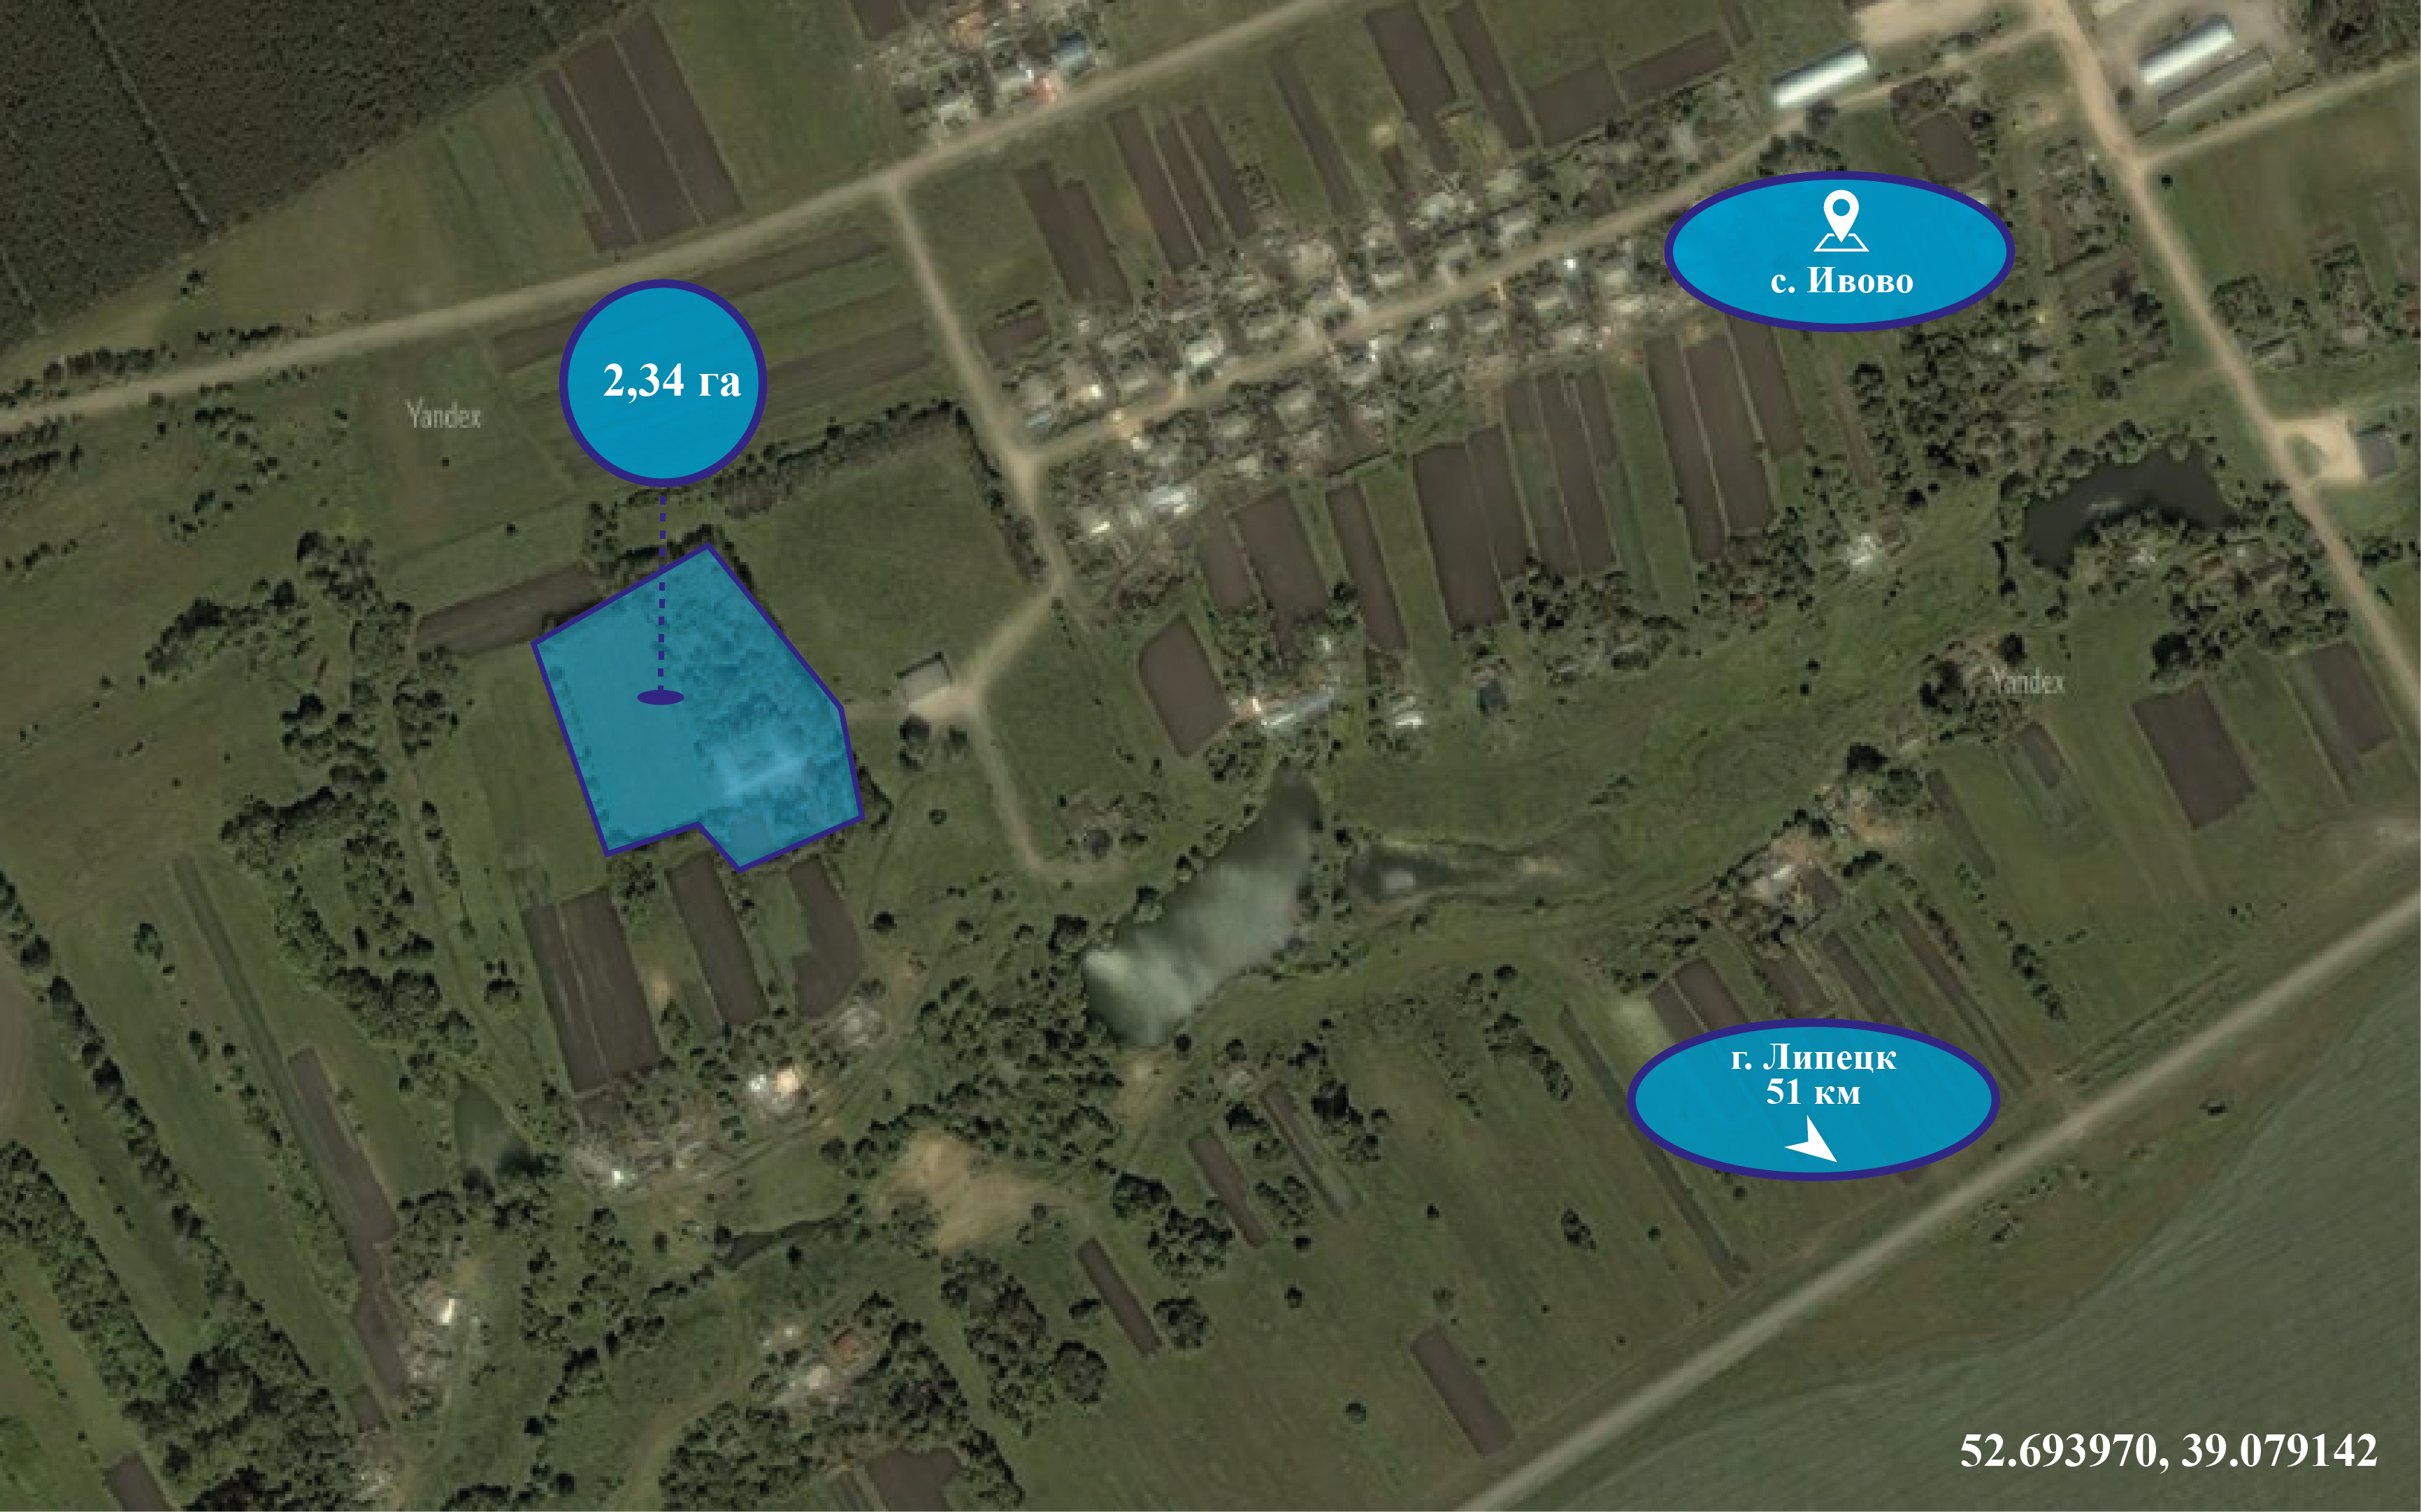 с. Ивово
2,34 га
Yandex
Yandex
г. Липецк
51 км
52.693970, 39.079142